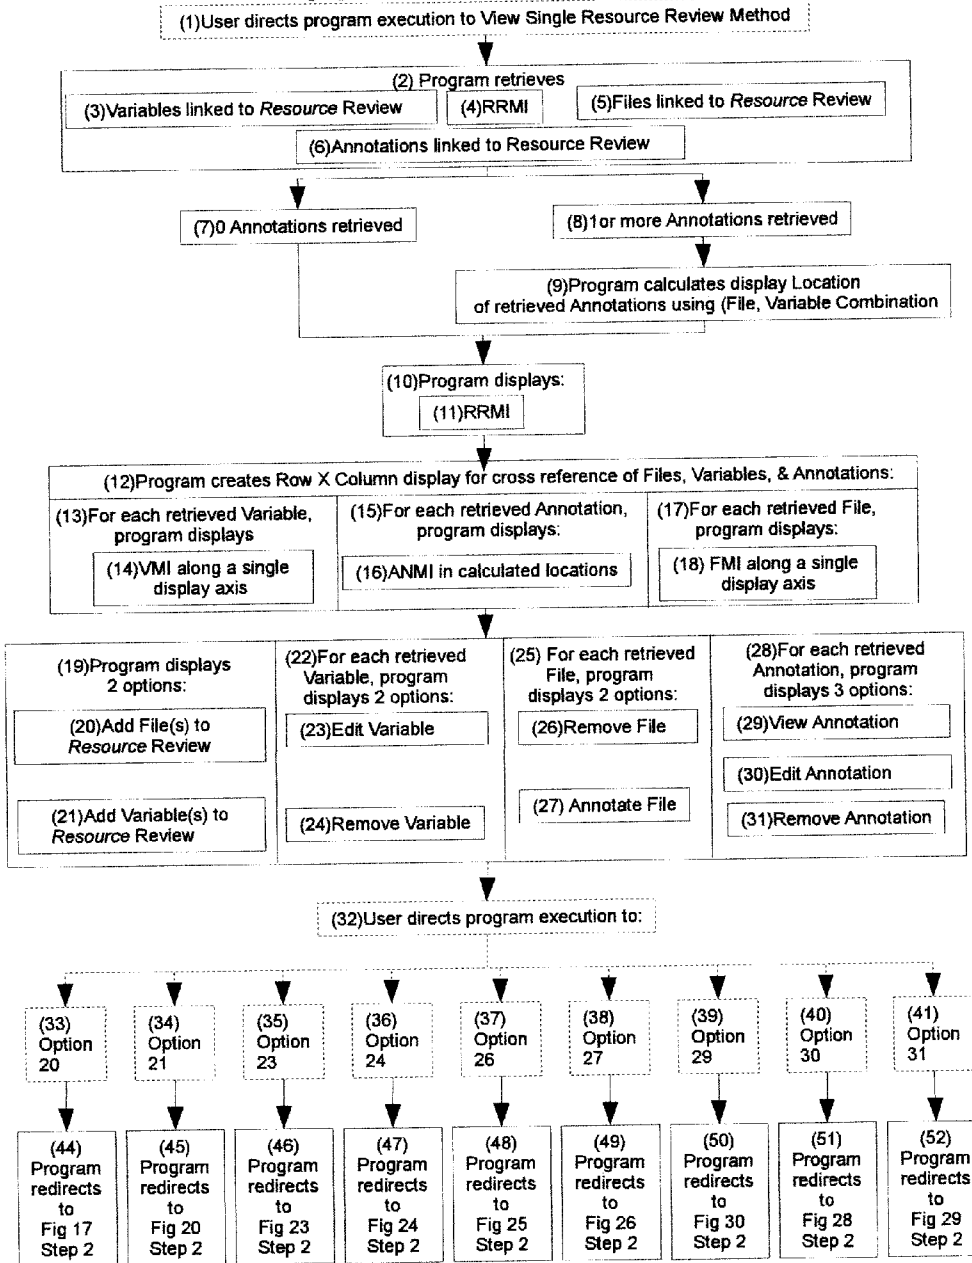 (1)User directs program execution to View Single Resource Review Method
(2) Program retrieves
(3)Variables linked to Resource Review
(4)RRMI
(5)Files linked to Resource Review
(6)Annotations linked to Resource Review
(7)0 Annotations retrieved
(8)1or more Annotations retrieved
(9)Program calculates display Location
of retrieved Annotations using (File, Variable Combination
(10)Program displays:
(11)RRMI
(12)Program creates Row X Column display for cross reference of Files, Variables, & Annotations:
(13)For each retrieved Variable,
program displays
(14)VMI along a single
display axis
(15)For each retrieved Annotation,
program displays:
(16)ANMI in calculated locations
(17)For each retrieved File,
program displays:
(18) FMI along a single
display axis
(19)Program displays
2 options:
(20)Add File(s) to
Resource Review
(21)Add Variable(s) to
Resource Review
(22)For each retrieved
Variable, program
displays 2 options:
(23)Edit Variable
(24)Remove Variable
(25) For each retrieved
File, program
displays 2 options:
(26)Remove File
(27) Annotate File
(28)For each retrieved
Annotation, program
displays 3 options:
(29)View Annotation
(30)Edit Annotation
(31)Remove Annotation
(32)User directs program execution to:
(33)
Option
20
(34)
Option
21
(35)
Option
23
(36)
Option
24
(37)
Option
26
(38)
Option
27
(39)
Option
29
(40)
Option
30
(41)
Option
31
(44)
Program
redirects
to
Fig 17
Step 2
(45)
Program
redirects
to
Fig 20
Step 2
(46)
Program
redirects
to
Fig 23
Step 2
(47)
Program
redirects
to
Fig 24
Step 2
(48)
Program
redirects
to
Fig 25
Step 2
(49)
Program
redirects
to
Fig 26
Step 2
(50)
Program
redirects
to
Fig 30
Step 2
(51)
Program
redirects
to
Fig 28
Step 2
(52)
Program
redirects
to
Fig 29
Step 2